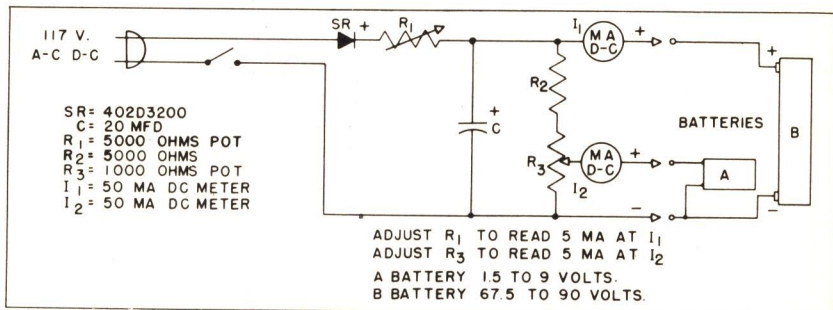 117 V.
A-C D-C
SR +
R1
I1
MA
D-C
+
+
R2
+
C
BATTERIES
B
R3
MA
D-C
+
I2
A
−
−
SR= 402D3200
C= 20 MFD
R1= 5000 OHMS POT
R2= 5000 OHMS
R3= 1000 OHMS POT
I1= 50 MA DC METER
I2= 50 MA DC METER
ADJUST R1 TO READ 5 MA AT I1
ADJUST R3 TO READ 5 MA AT I2
A BATTERY 1.5 TO 9 VOLTS.
B BATTERY 67.5 TO 90 VOLTS.